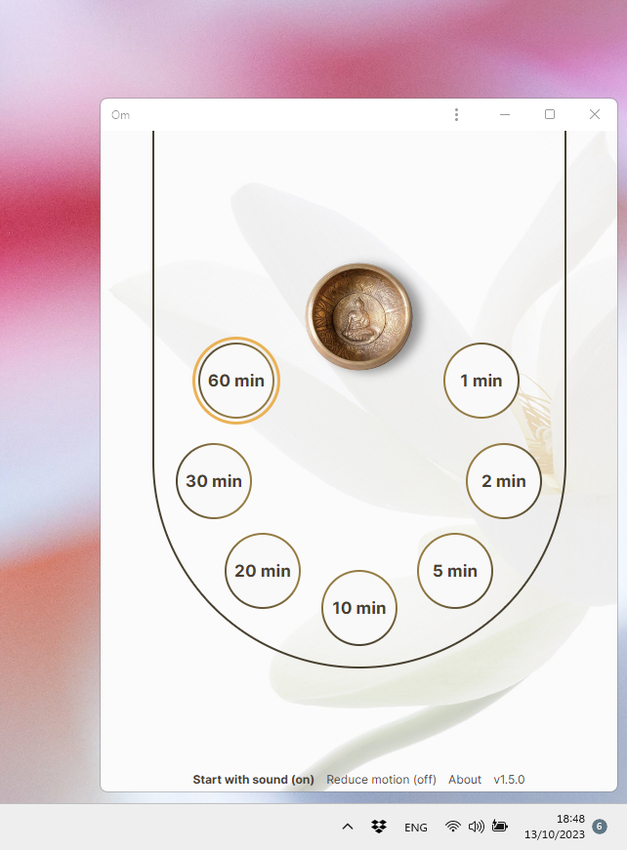 Om
60 min
1 min
30 min
2 min
20 min
5 min
10 min
Start with sound (on) Reduce motion (off) About v1.5.0
ENG
18:48
13/10/2023
6